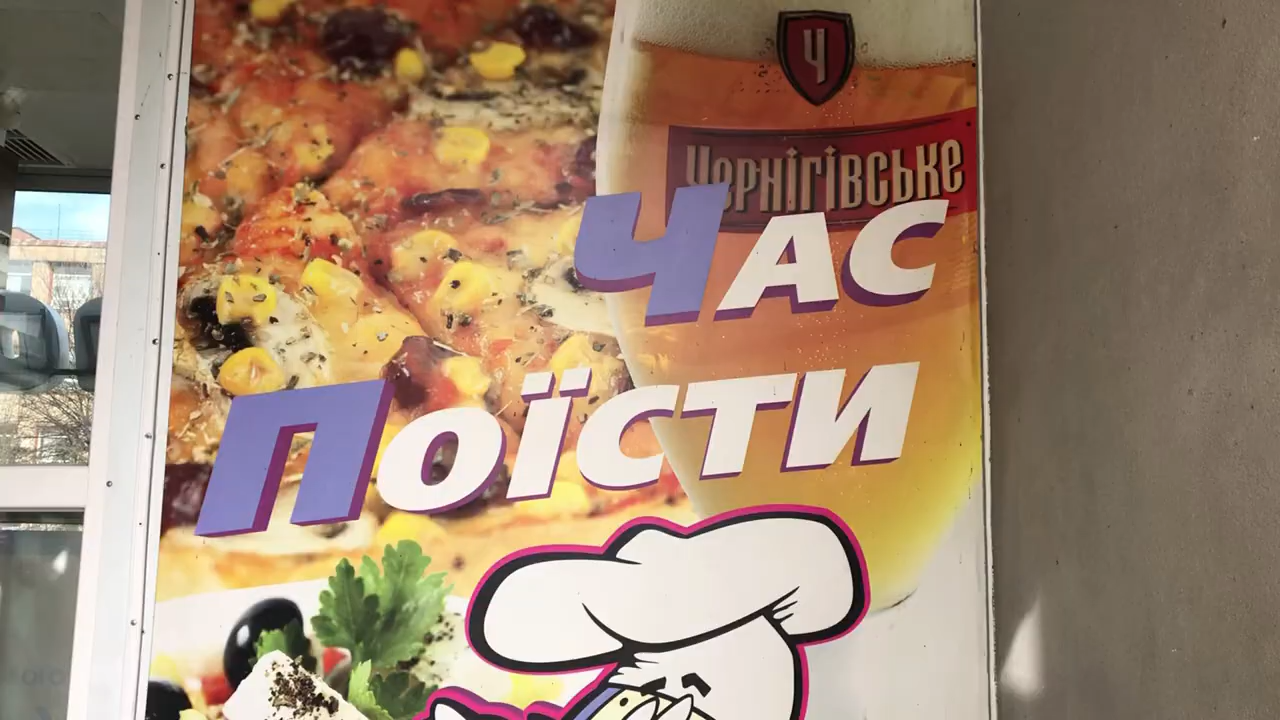 Ч
Чернігівське
Час
Поїсти